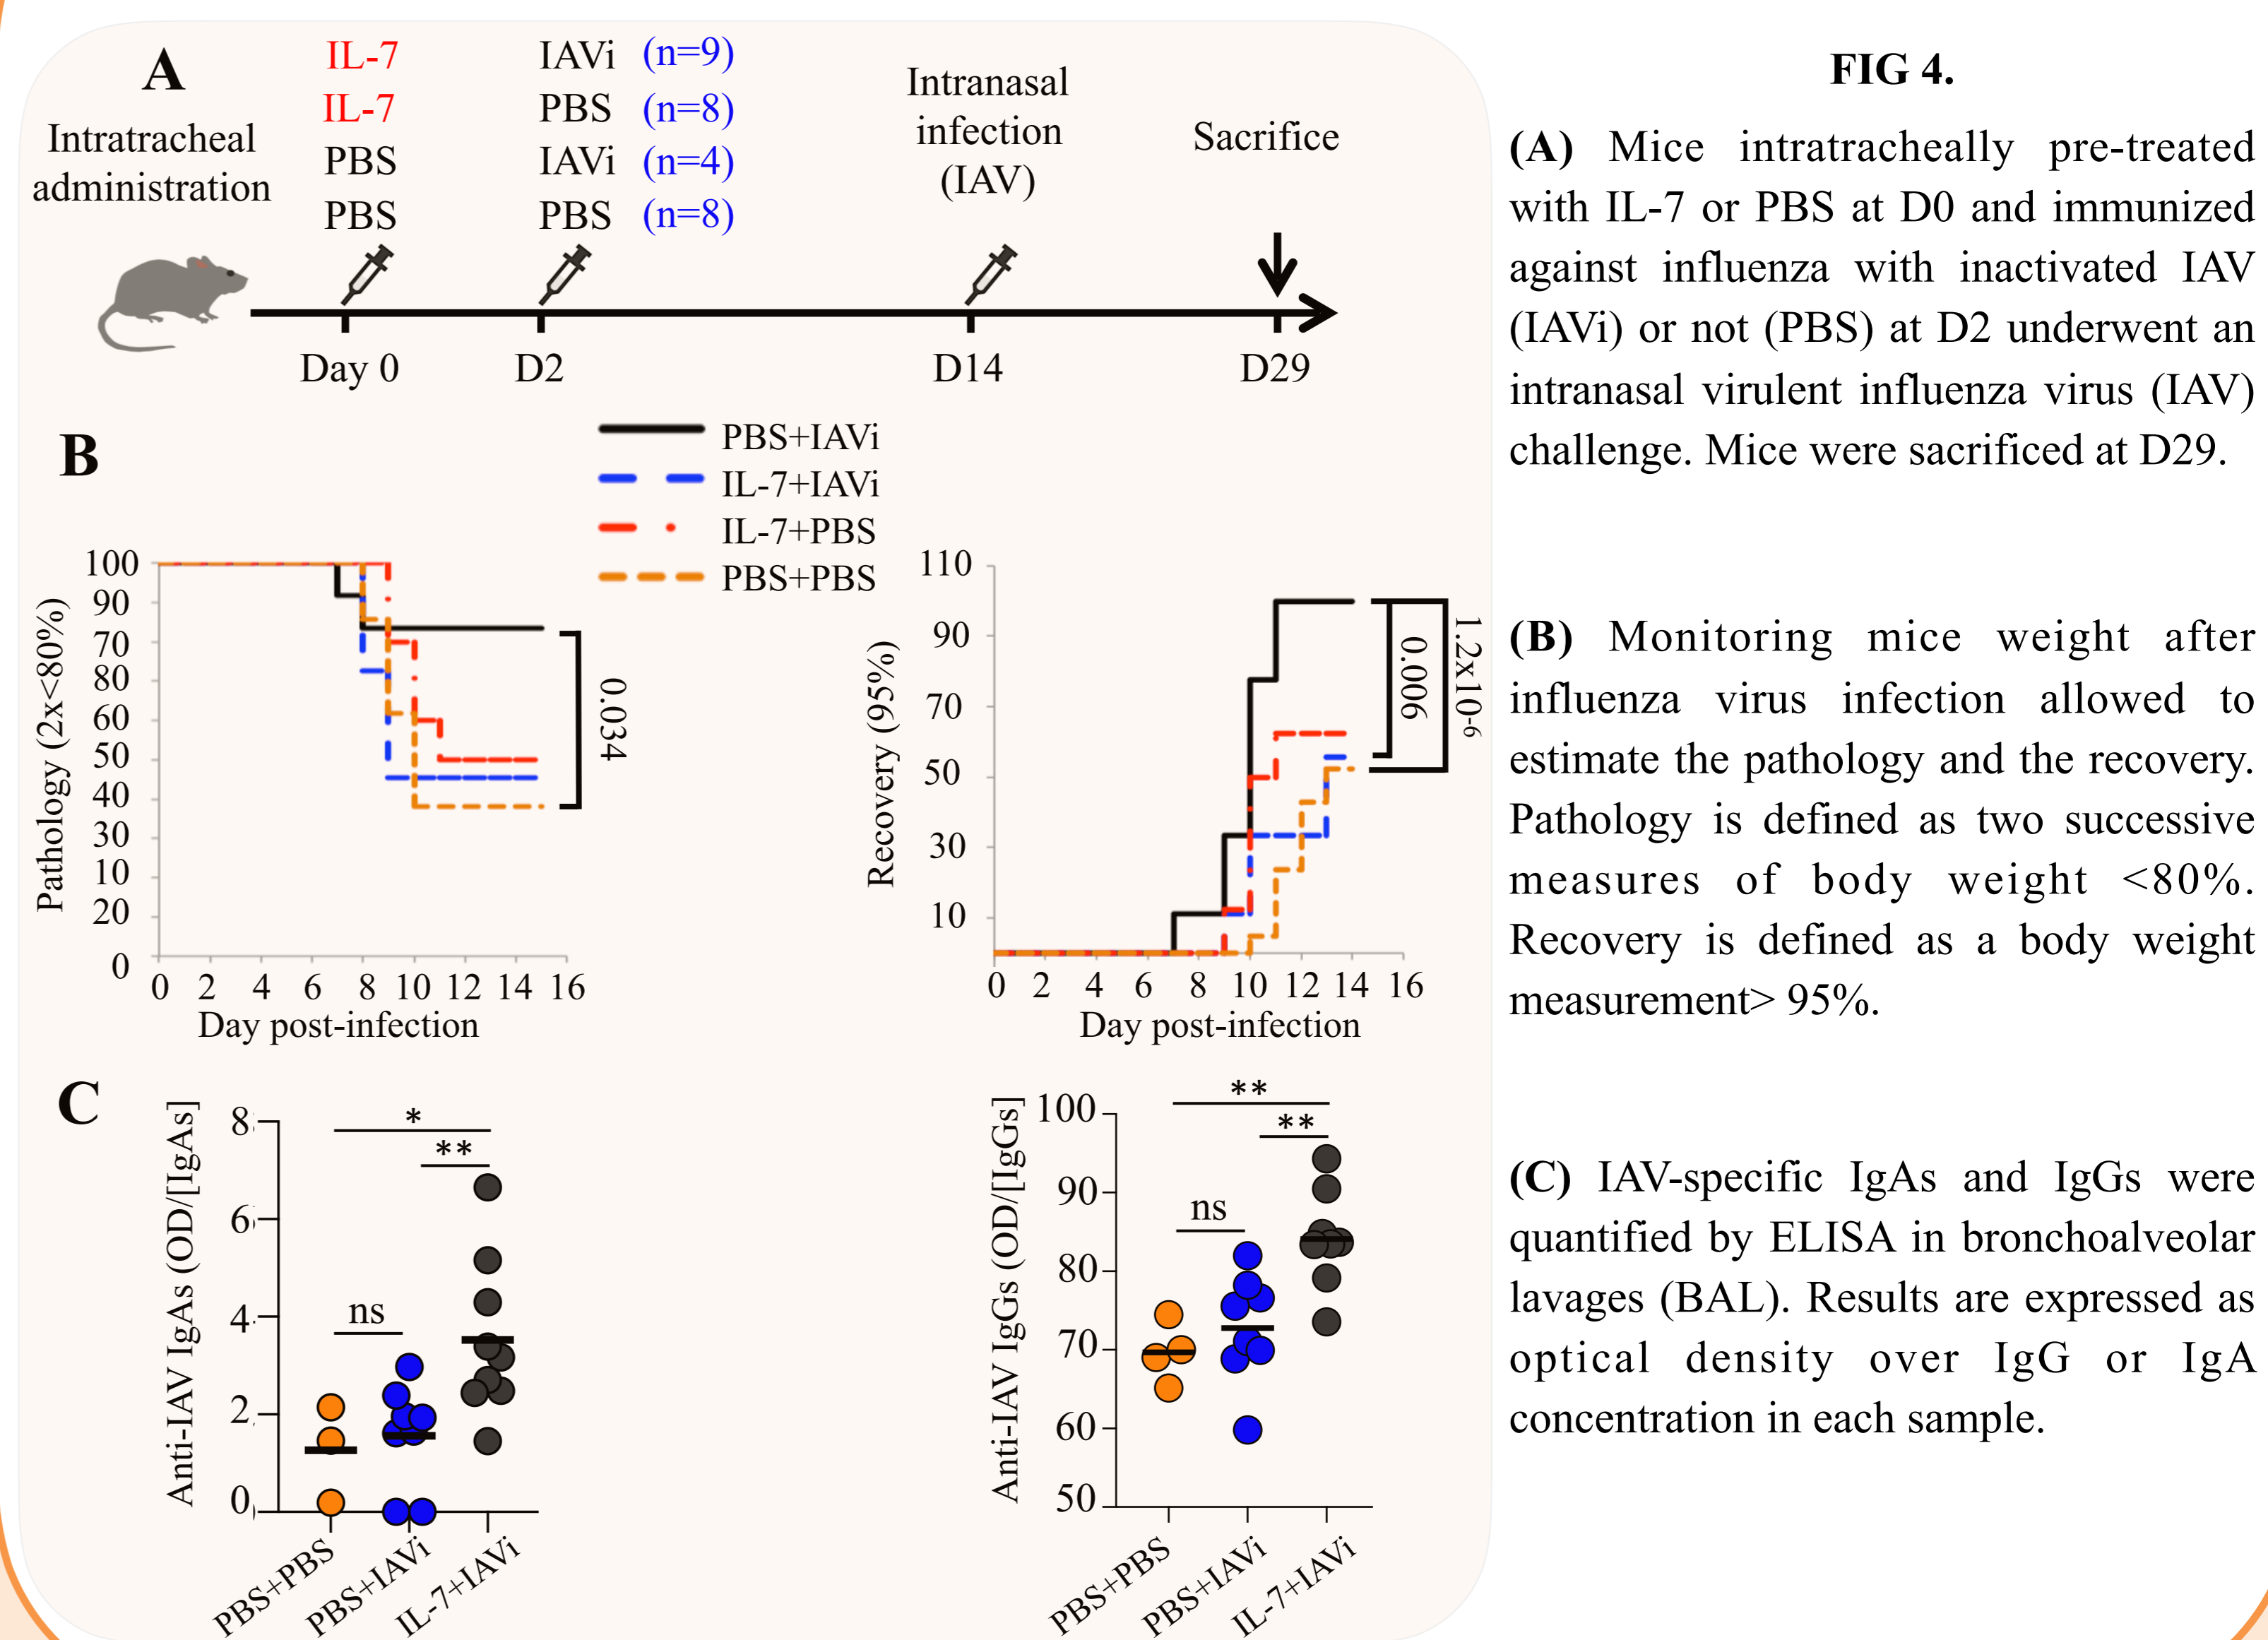 A
Intratracheal
administration
IL-7 IAVi (n=9)
IL-7 PBS (n=8)
PBS IAVi (n=4)
PBS PBS (n=8)
Intranasal
infection
(IAV)
Sacrifice
Day 0 D2 D14 D29
B
PBS+IAVi
IL-7+IAVi
IL-7+PBS
PBS+PBS
Pathology (2x<80%)
100
90
70
80
60
50
40
30
10
20
0
0 2 4 6 8 10 12 14 16
Day post-infection
0.034
Recovery (95%)
110
90
70
50
30
10
0 2 4 6 8 10 12 14 16
Day post-infection
0.006
1.2x10-6
C
Anti-IAV IgAs (OD/[IgAs]
8
6
4
2
0
*
**
ns
PBS+PBS
PBS+IAVi
IL-7+IAVi
Anti-IAV IgGs (OD/[IgGs]
100
90
80
70
60
50
**
**
ns
PBS+PBS
PBS+IAVi
IL-7+IAVi
FIG 4.
(A) Mice intratracheally pre-treated
with IL-7 or PBS at D0 and immunized
against influenza with inactivated IAV
(IAVi) or not (PBS) at D2 underwent an
intranasal virulent influenza virus (IAV)
challenge. Mice were sacrificed at D29.
(B) Monitoring mice weight after
influenza virus infection allowed to
estimate the pathology and the recovery.
Pathology is defined as two successive
measures of body weight <80%.
Recovery is defined as a body weight
measurement> 95%.
(C) IAV-specific IgAs and IgGs were
quantified by ELISA in bronchoalveolar
lavages (BAL). Results are expressed as
optical density over IgG or IgA
concentration in each sample.